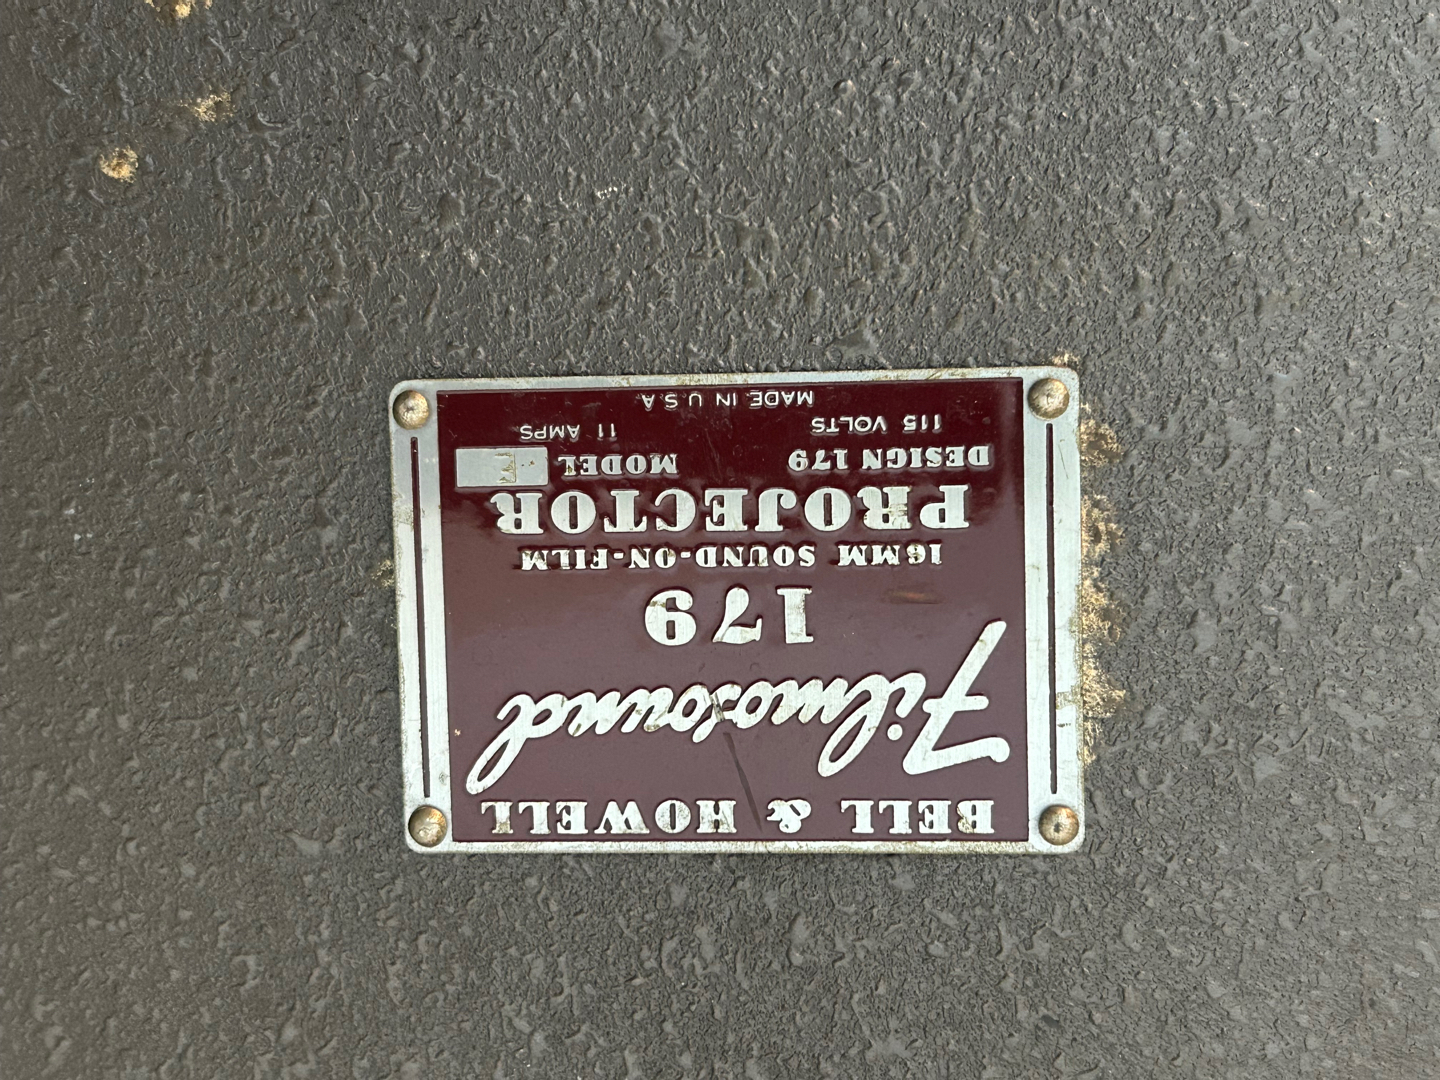 BELL & HOWELL
Filmosound
179
16MM SOUND-ON-FILM
PROJECTOR
DESIGN 179 MODEL E
115 VOLTS 11 AMPS
MADE IN U.S.A.